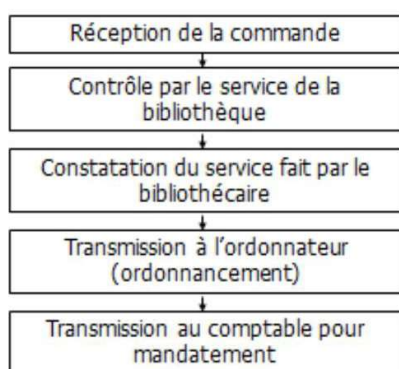 Réception de la commande
Contrôle par le service de la
bibliothèque
Constatation du service fait par le
bibliothécaire
Transmission à l'ordonnateur
(ordonnancement)
Transmission au comptable pour
mandatement